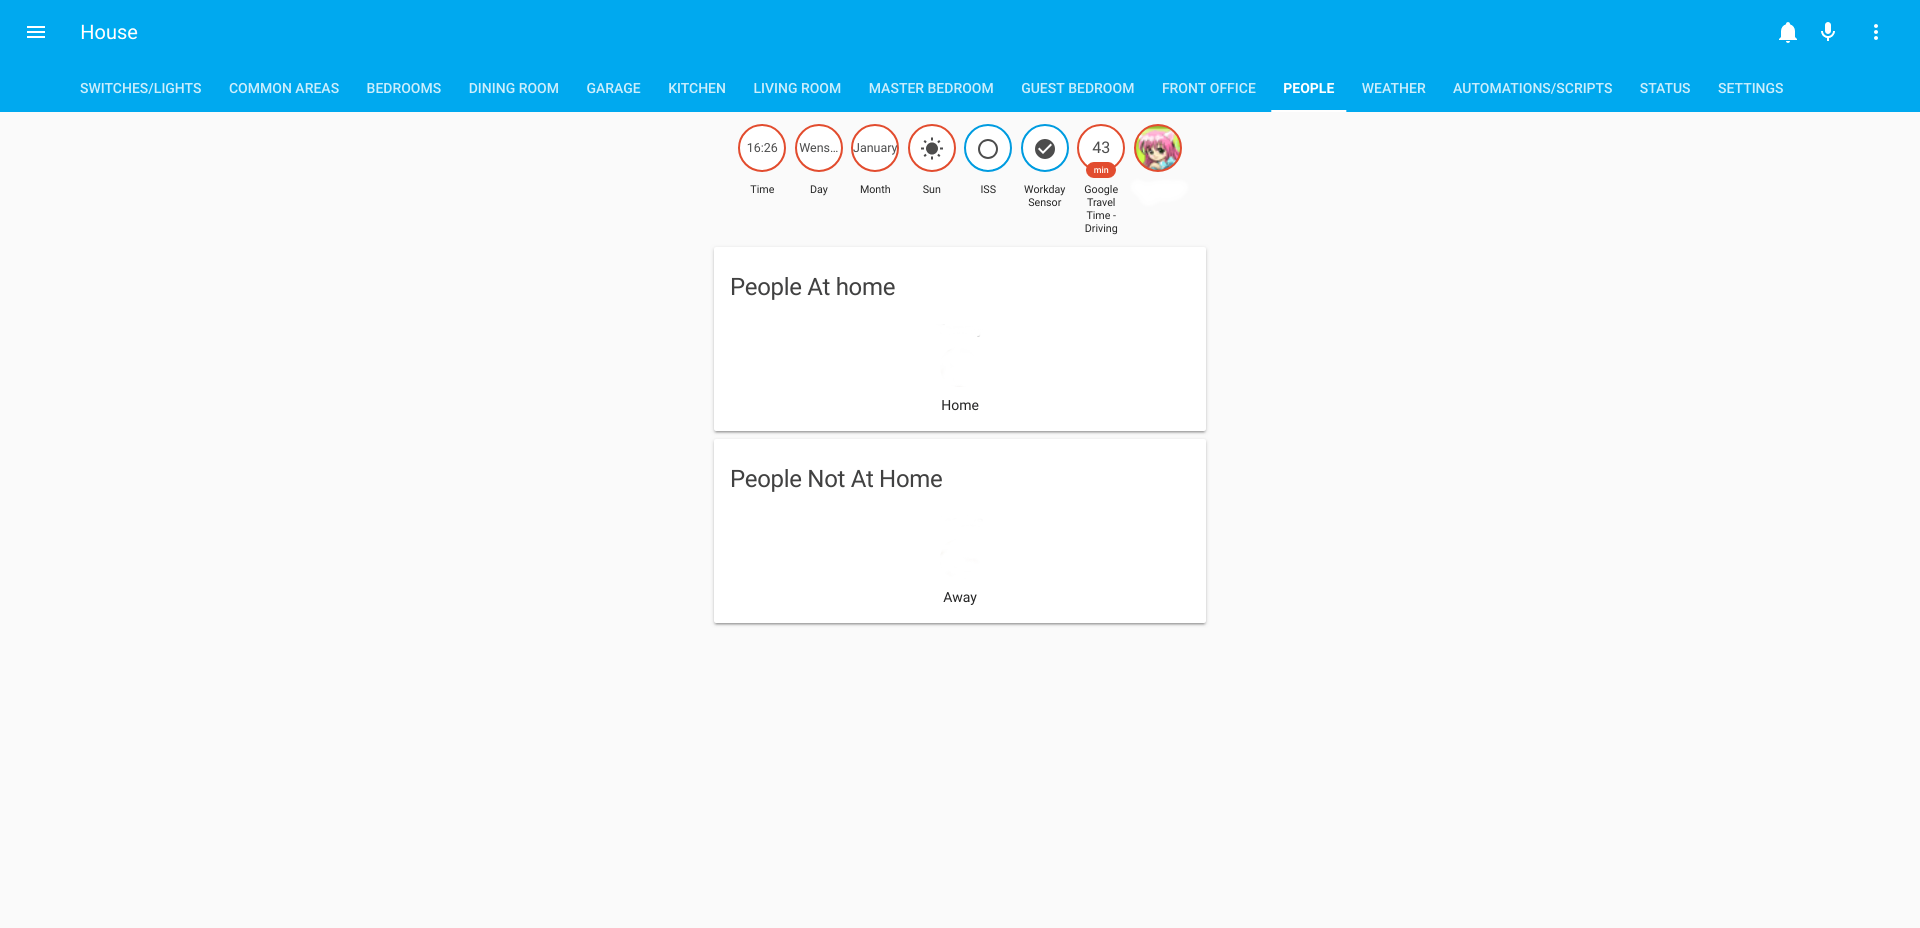 House
SWITCHES/LIGHTS COMMON AREAS BEDROOMS DINING ROOM GARAGE KITCHEN LIVING ROOM MASTER BEDROOM GUEST BEDROOM FRONT OFFICE PEOPLE WEATHER AUTOMATIONS/SCRIPTS STATUS SETTINGS
16:26 Wens... January 43
min
Time Day Month Sun ISS Workday Google
Sensor Travel
Time -
Driving
People At home
Home
People Not At Home
Away